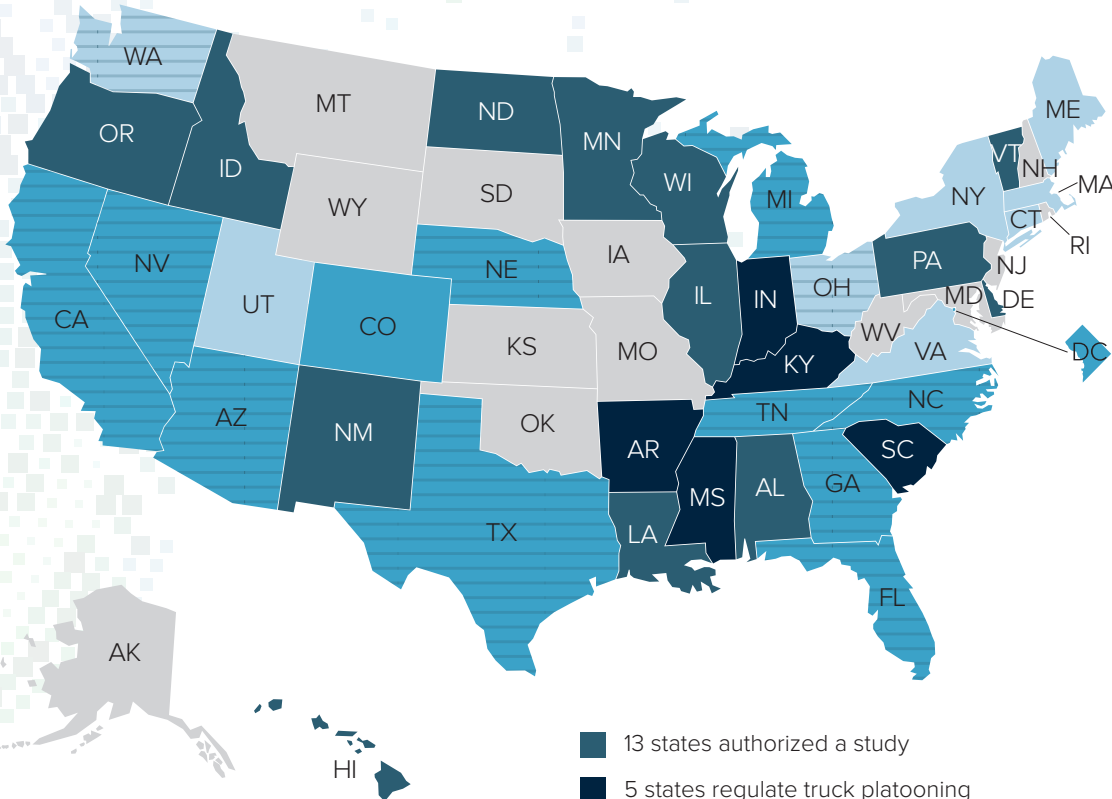 WA
ME
MT
ND
OR
MN
VT
ID
NH
WI
SD
MA
NY
MI
WY
CT
RI
IA
PA
NV
NJ
NE
OH
IL
IN
MD
DE
UT
CA
CO
WV
KS
MO
VA
DC
KY
NC
TN
AZ
OK
NM
AR
SC
GA
AL
MS
TX
LA
FL
AK
HI
13 states authorized a study
5 states regulate truck platooning